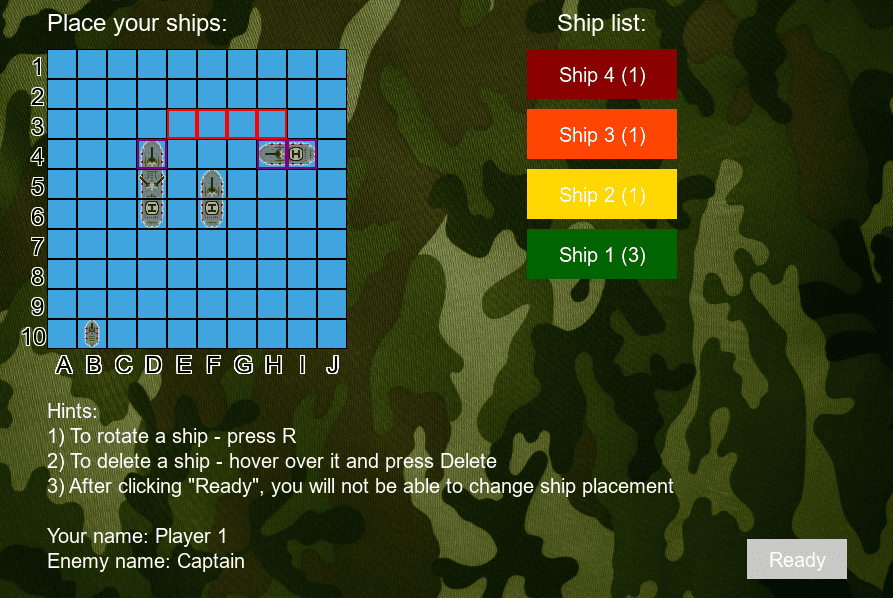 Place your ships:
Ship list:
1
2
3
4
5
6
7
8
9
10
A B C D E F G H I J
Ship 4 (1)
Ship 3 (1)
Ship 2 (1)
Ship 1 (3)
Hints:
1) To rotate a ship - press R
2) To delete a ship - hover over it and press Delete
3) After clicking "Ready", you will not be able to change ship placement
Your name: Player 1
Enemy name: Captain
Ready